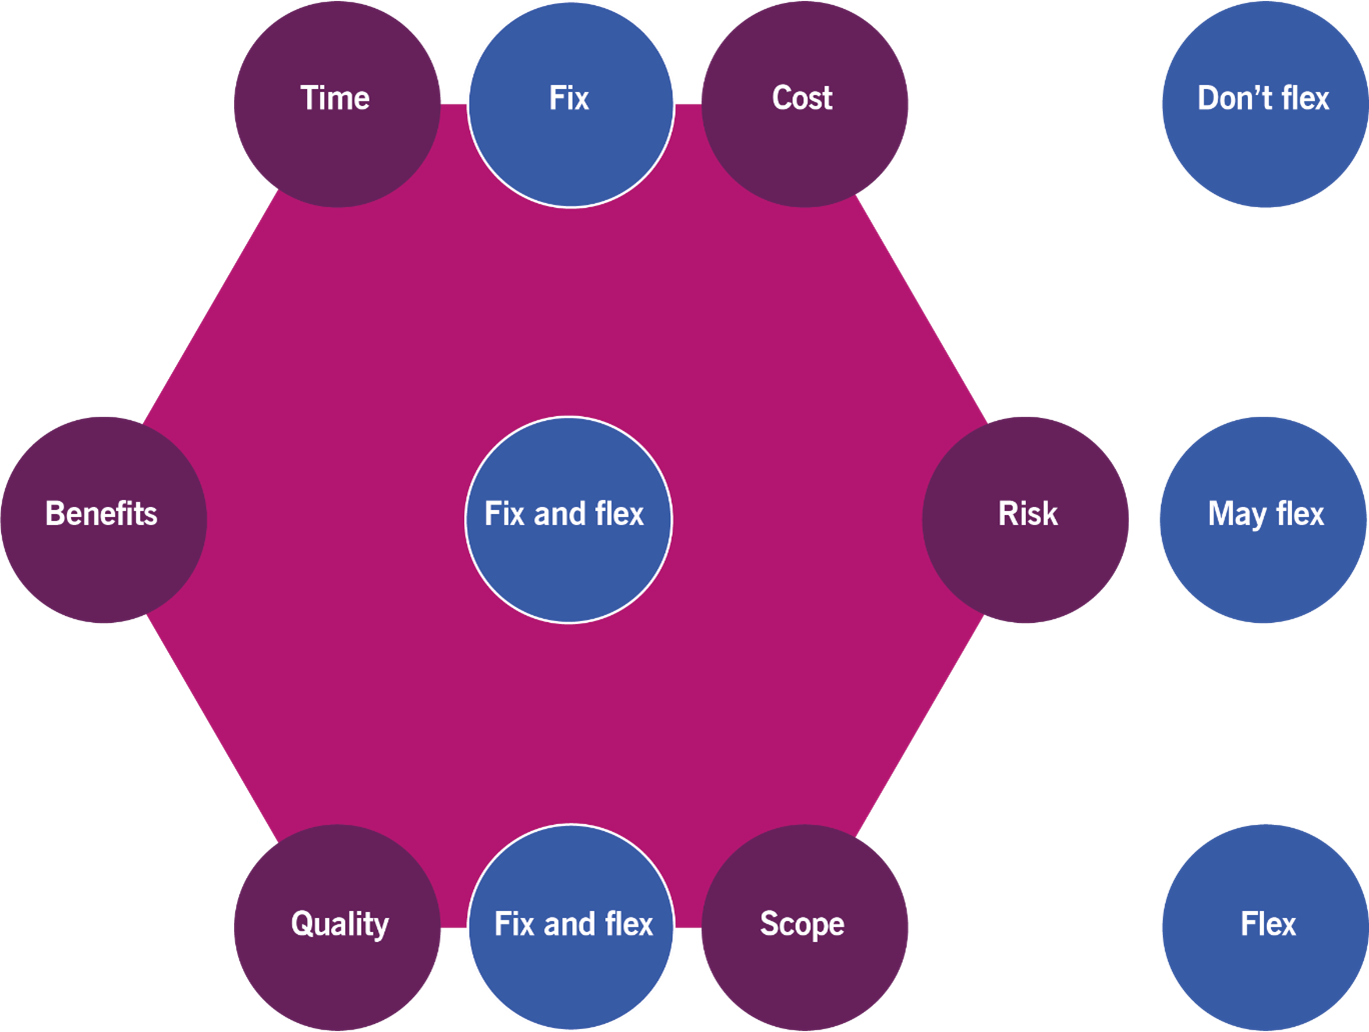 Time
Fix
Cost
Don’t flex
Benefits
Fix and flex
Risk
May flex
Quality
Fix and flex
Scope
Flex